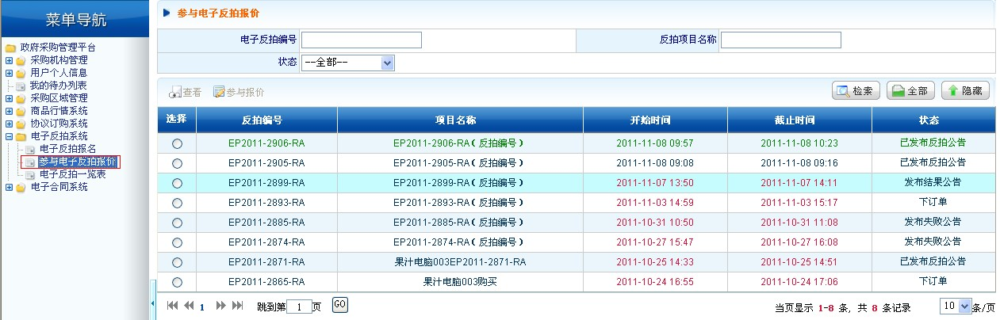 菜单导航
政府采购管理平台
采购机构管理
用户个人信息
我的待办列表
采购区域管理
商品行情系统
协议订购系统
电子反拍系统
电子反拍报名
参与电子反拍报价
电子反拍一览表
电子合同系统
参与电子反拍报价
电子反拍编号 反拍项目名称
状态 --全部--
查看 参与报价 检索 全部 隐藏
选择 反拍编号 项目名称 开始时间 截止时间 状态
EP2011-2906-RA EP2011-2906-RA(反拍编号) 2011-11-08 09:57 2011-11-08 10:23 已发布反拍公告
EP2011-2905-RA EP2011-2905-RA(反拍编号) 2011-11-08 09:08 2011-11-08 09:16 已发布反拍公告
EP2011-2899-RA EP2011-2899-RA(反拍编号) 2011-11-07 13:50 2011-11-07 14:11 发布结果公告
EP2011-2893-RA EP2011-2893-RA(反拍编号) 2011-11-03 14:59 2011-11-03 15:17 下订单
EP2011-2885-RA EP2011-2885-RA(反拍编号) 2011-10-31 10:50 2011-10-31 11:08 发布失败公告
EP2011-2874-RA EP2011-2874-RA(反拍编号) 2011-10-27 15:47 2011-10-27 16:08 发布失败公告
EP2011-2871-RA 果汁电脑003EP2011-2871-RA 2011-10-25 14:33 2011-10-25 14:51 已发布反拍公告
EP2011-2865-RA 果汁电脑003购买 2011-10-24 16:55 2011-10-24 17:06 下订单
1 跳到第 1 页 GO 当页显示 1-8 条，共 8 条记录 10 条/页